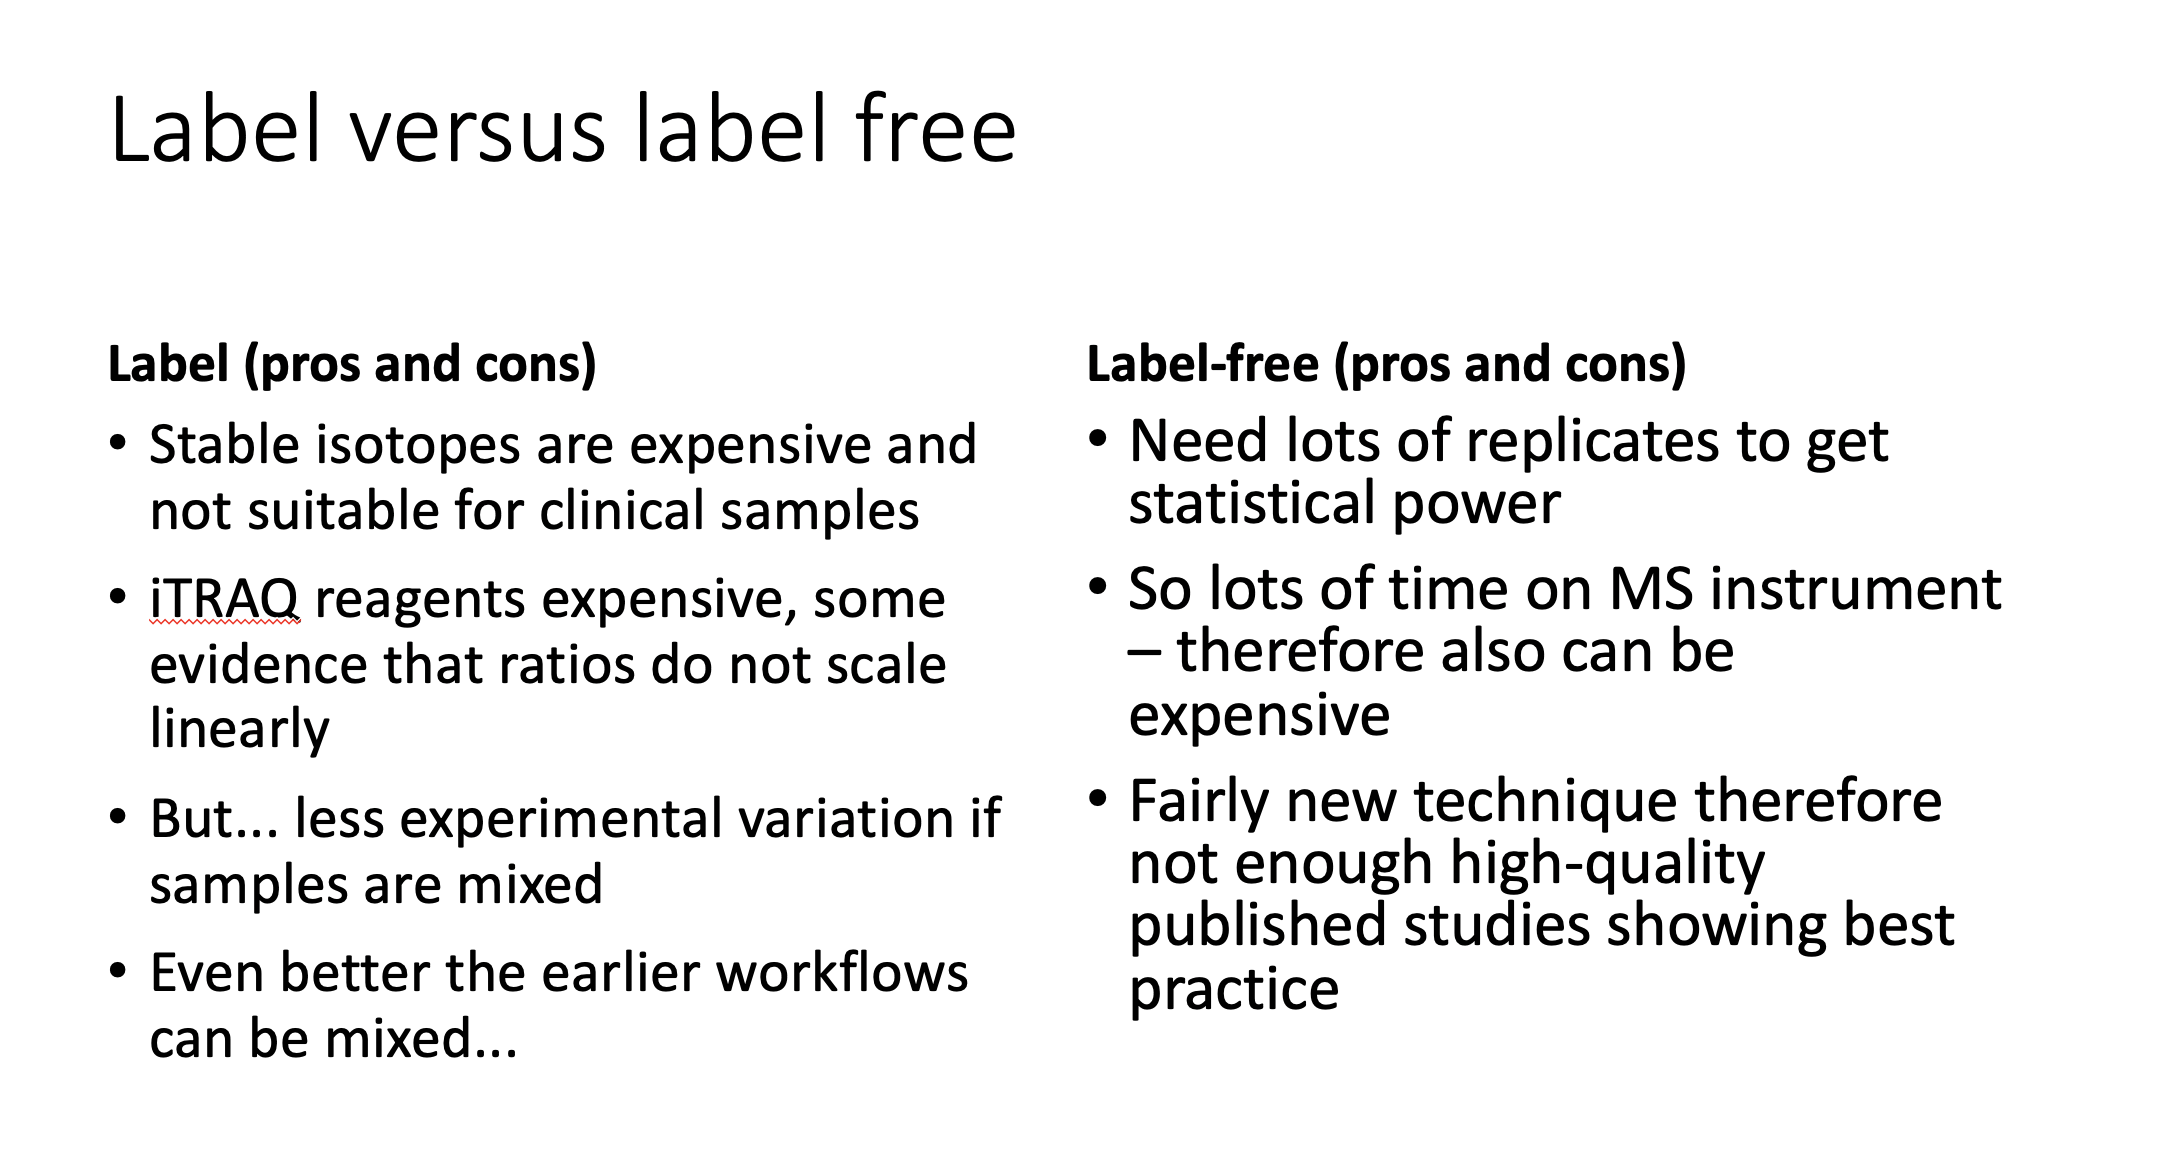 Label versus label free
Label (pros and cons)
• Stable isotopes are expensive and
not suitable for clinical samples
• iTRAQ reagents expensive, some
evidence that ratios do not scale
linearly
• But... less experimental variation if
samples are mixed
• Even better the earlier workflows
can be mixed...
Label-free (pros and cons)
• Need lots of replicates to get
statistical power
• So lots of time on MS instrument
– therefore also can be
expensive
• Fairly new technique therefore
not enough high-quality
published studies showing best
practice